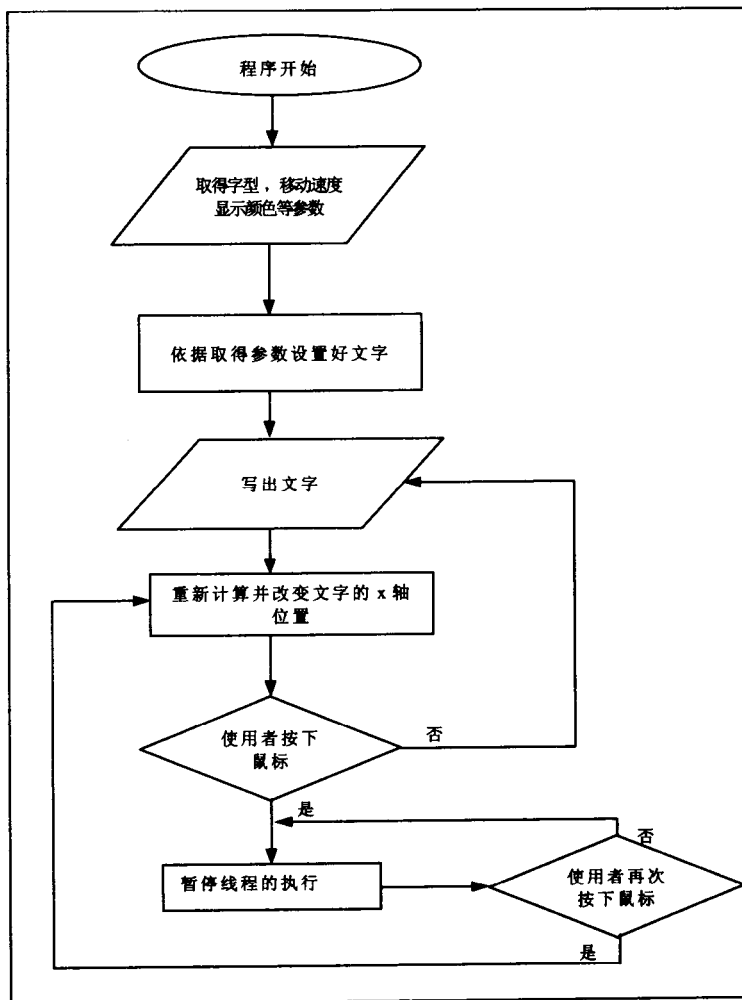 程序开始
取得字型，移动速度
显示颜色等参数
依据取得参数设置好文字
写出文字
重新计算并改变文字的 x 轴
位置
使用者按下
鼠标
否
是
暂停线程的执行
使用者再次
按下鼠标
否
是